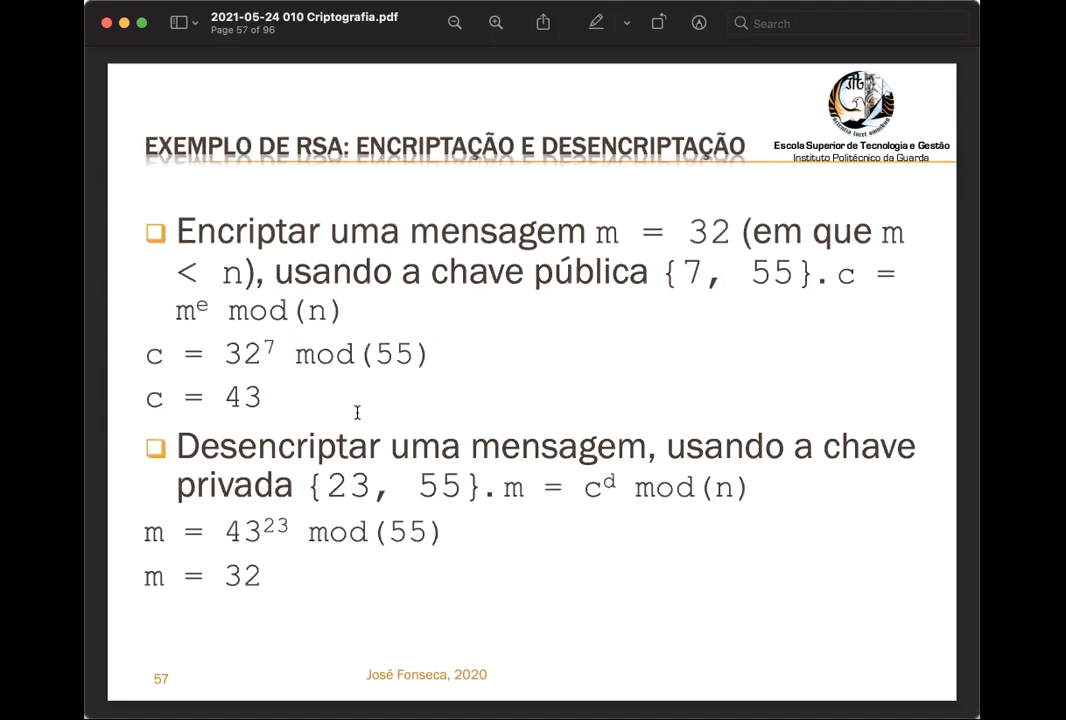 2021-05-24 010 Criptografia.pdf
Page 57 of 96
Search
Escola Superior de Tecnologia e Gestão
Instituto Politécnico da Guarda
EXEMPLO DE RSA: ENCRIPTAÇÃO E DESENCRIPTAÇÃO
Encriptar uma mensagem m = 32 (em que m
< n), usando a chave pública {7, 55}. c =
mᵉ mod(n)
c = 32⁷ mod(55)
c = 43
Desencriptar uma mensagem, usando a chave
privada {23, 55}. m = cᵈ mod(n)
m = 43²³ mod(55)
m = 32
57
José Fonseca, 2020